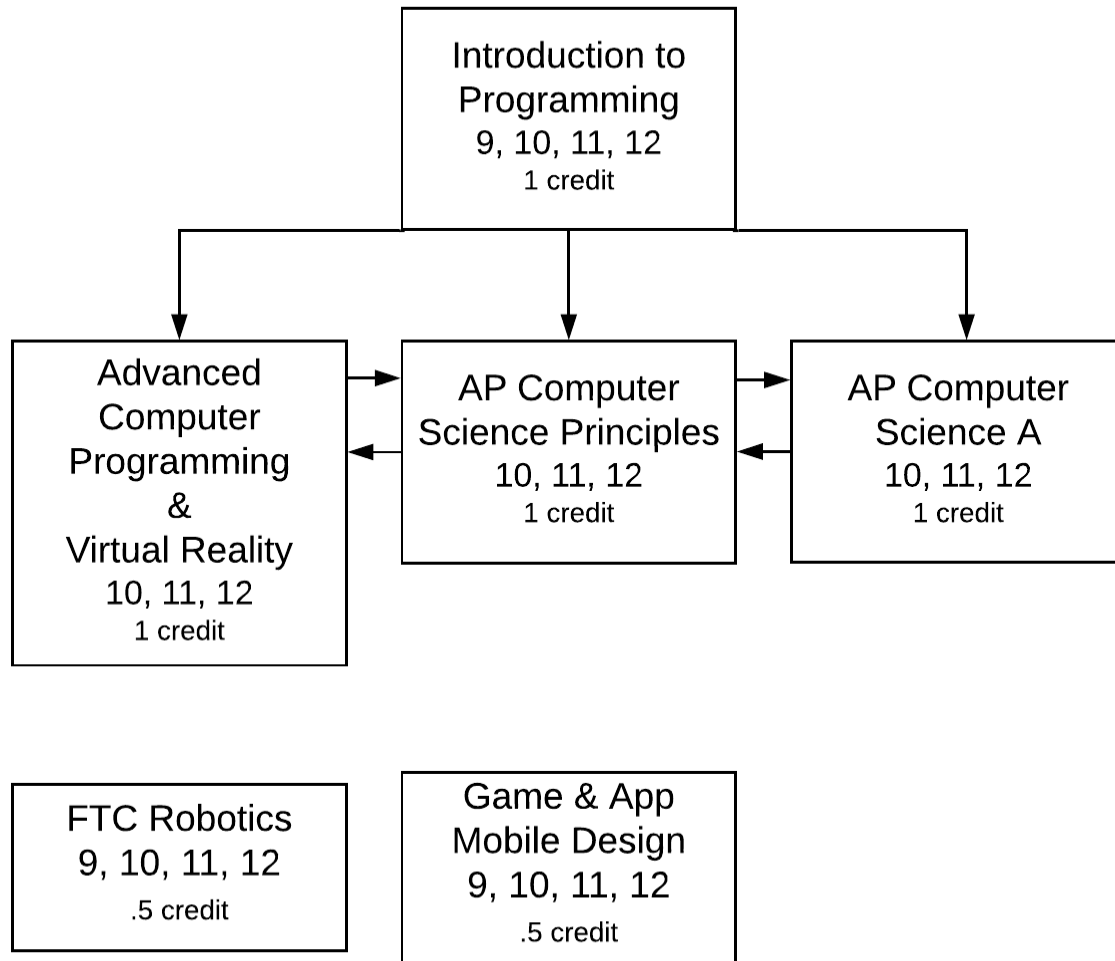 Introduction to
Programming
9, 10, 11, 12
1 credit
Advanced
Computer
Programming
&
Virtual Reality
10, 11, 12
1 credit
AP Computer
Science Principles
10, 11, 12
1 credit
AP Computer
Science A
10, 11, 12
1 credit
FTC Robotics
9, 10, 11, 12
.5 credit
Game & App
Mobile Design
9, 10, 11, 12
.5 credit